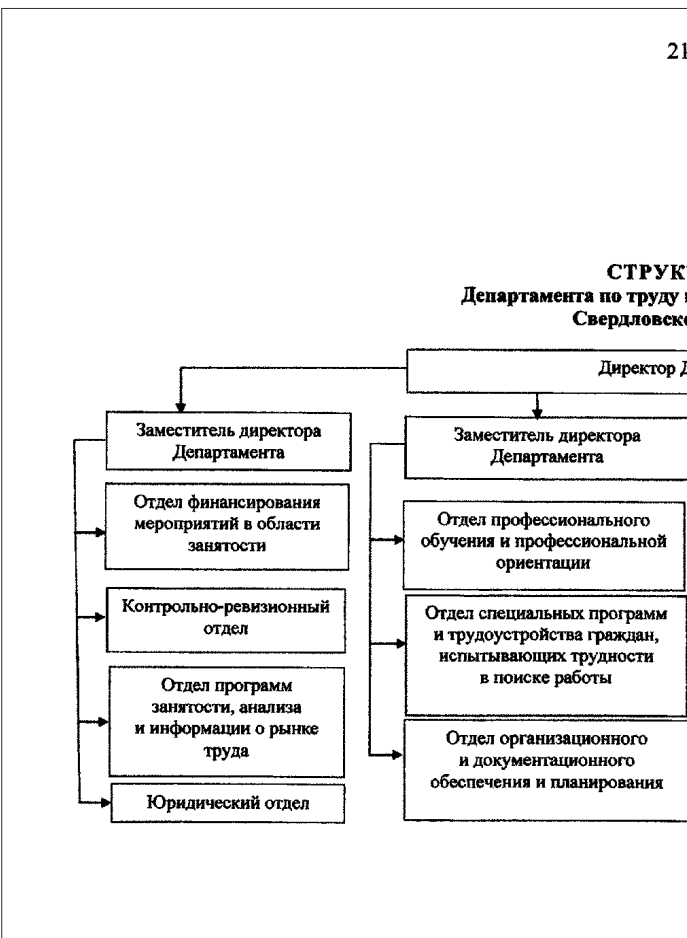 21
СТРУК
Департамента по труду
Свердловск
Директор Д
Заместитель директора
Департамента
Отдел финансирования
мероприятий в области
занятости
Контрольно-ревизионный
отдел
Отдел программ
занятости, анализа
и информации о рынке
труда
Юридический отдел
Заместитель директора
Департамента
Отдел профессионального
обучения и профессиональной
ориентации
Отдел специальных программ
и трудоустройства граждан,
испытывающих трудности
в поиске работы
Отдел организационного
и документационного
обеспечения и планирования